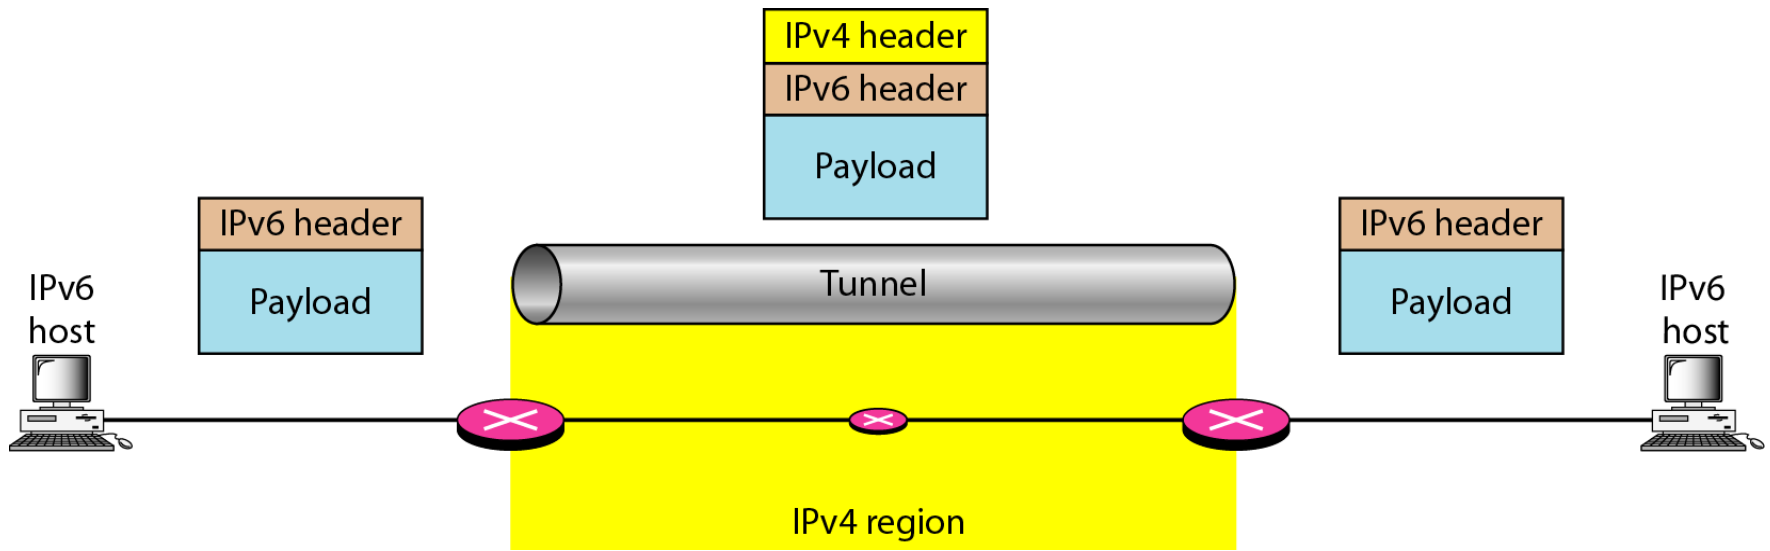 IPv4 header
IPv6 header
Payload
IPv6 header
Payload
IPv6 header
Payload
IPv6
host
Tunnel
IPv6
host
IPv4 region